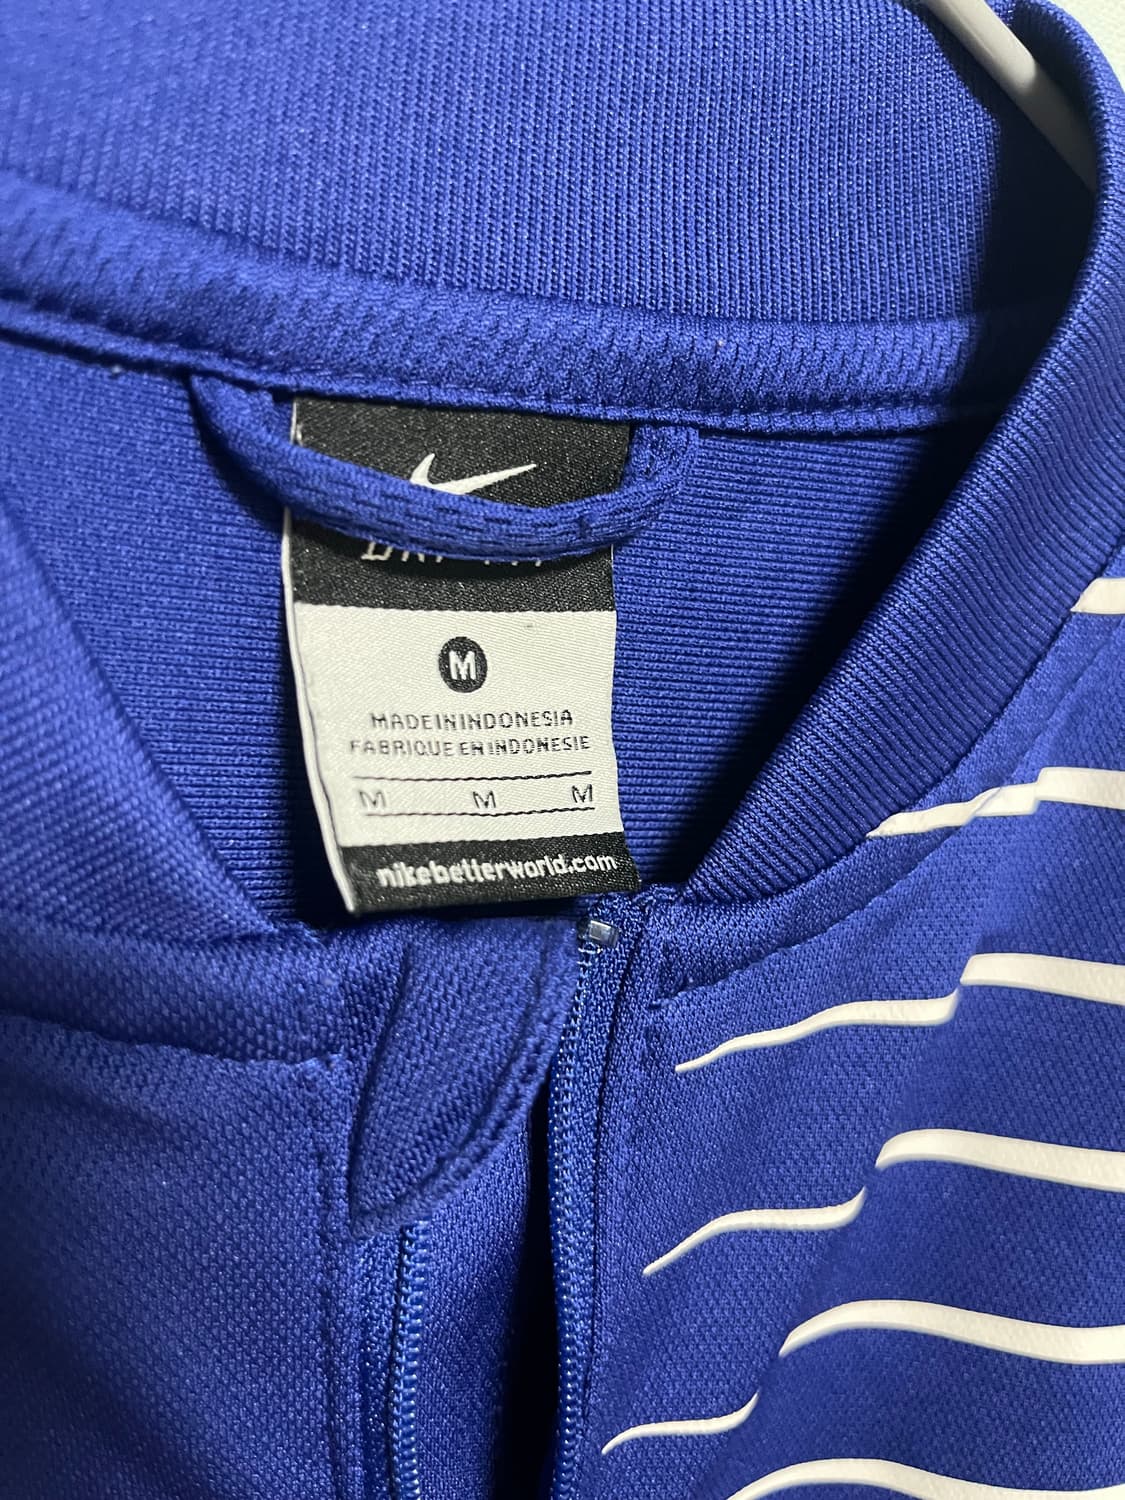 M
MADE IN INDONESIA
FABRIQUE EN INDONESIE
M M M
nikebetterworld.com